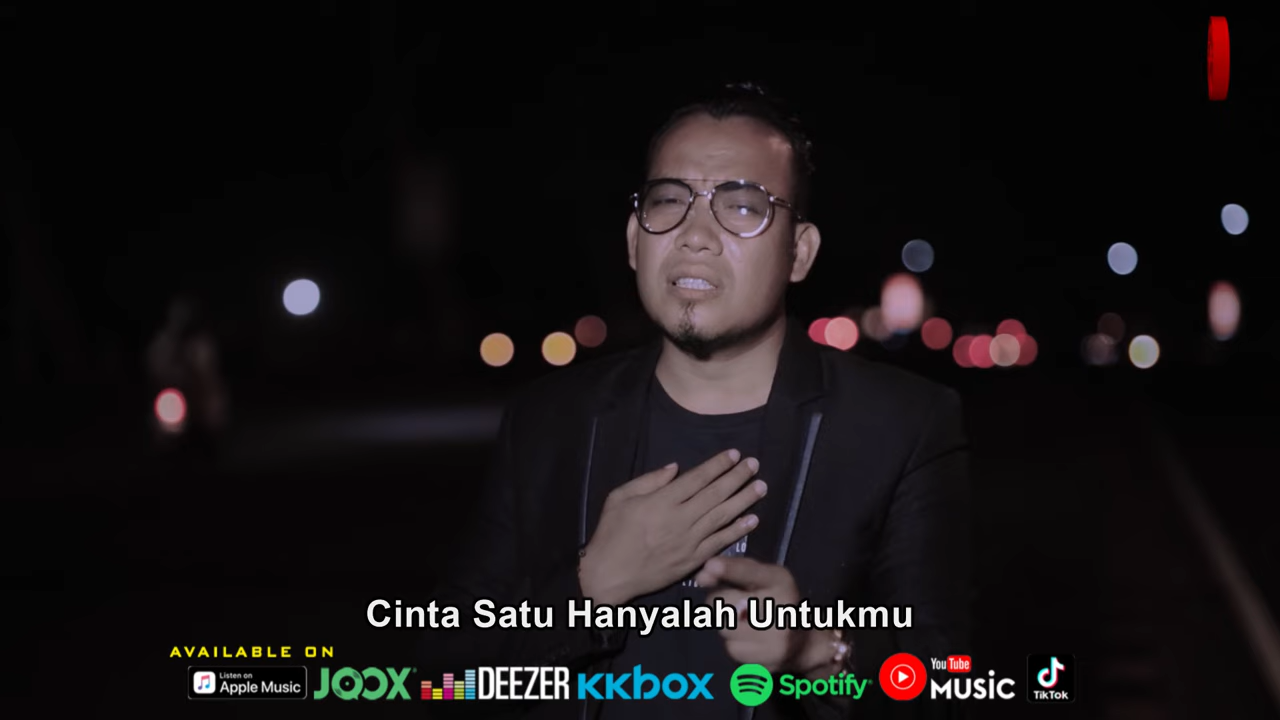 Cinta Satu Hanyalah Untukmu
AVAILABLE ON
Listen on
Apple Music
JOOX
DEEZER
KKBOX
Spotify
YouTube
MUSIC
TikTok